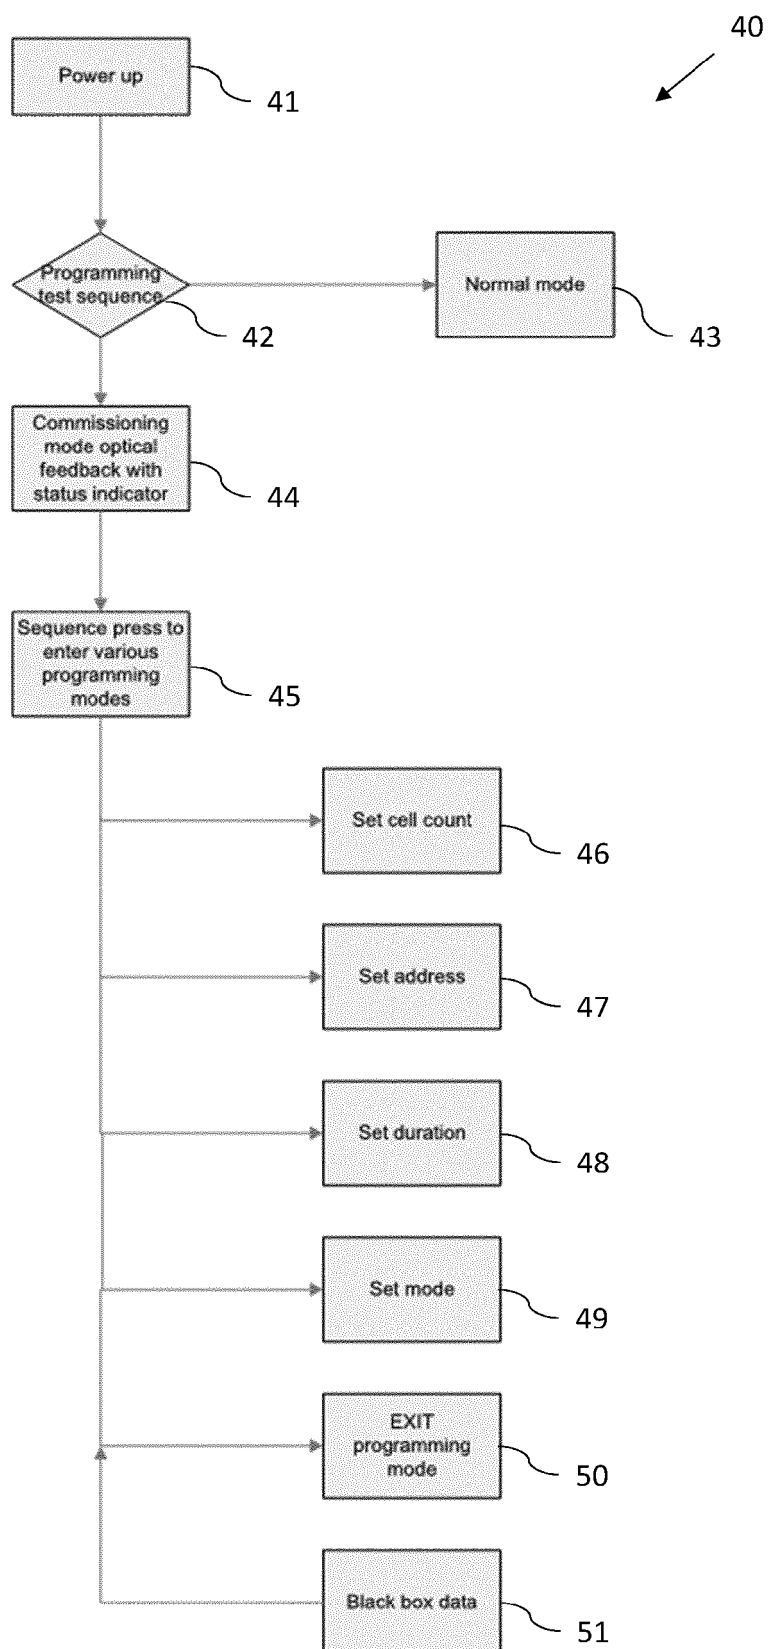 40
Power up
41
Programming
test sequence
42
Normal mode
43
Commissioning
mode optical
feedback with
status indicator
44
Sequence press to
enter various
programming
modes
45
Set cell count
46
Set address
47
Set duration
48
Set mode
49
EXIT
programming
mode
50
Black box data
51